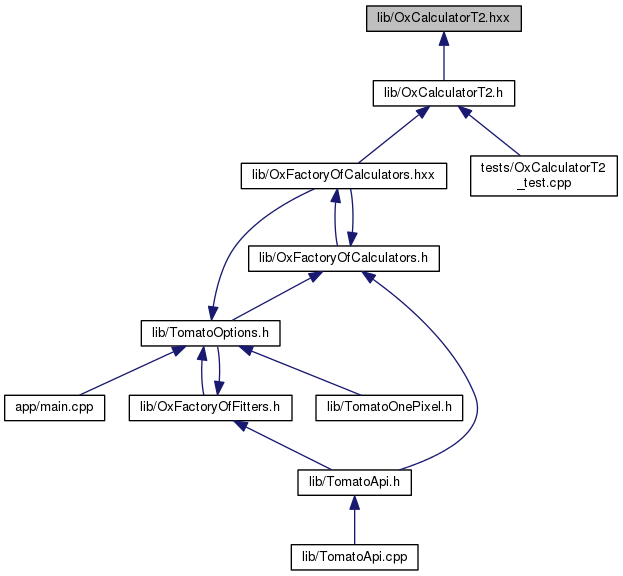 lib/OxCalculatorT2.hxx
lib/OxCalculatorT2.h
lib/OxFactoryOfCalculators.hxx
tests/OxCalculatorT2
_test.cpp
lib/OxFactoryOfCalculators.h
lib/TomatoOptions.h
app/main.cpp
lib/OxFactoryOfFitters.h
lib/TomatoOnePixel.h
lib/TomatoApi.h
lib/TomatoApi.cpp